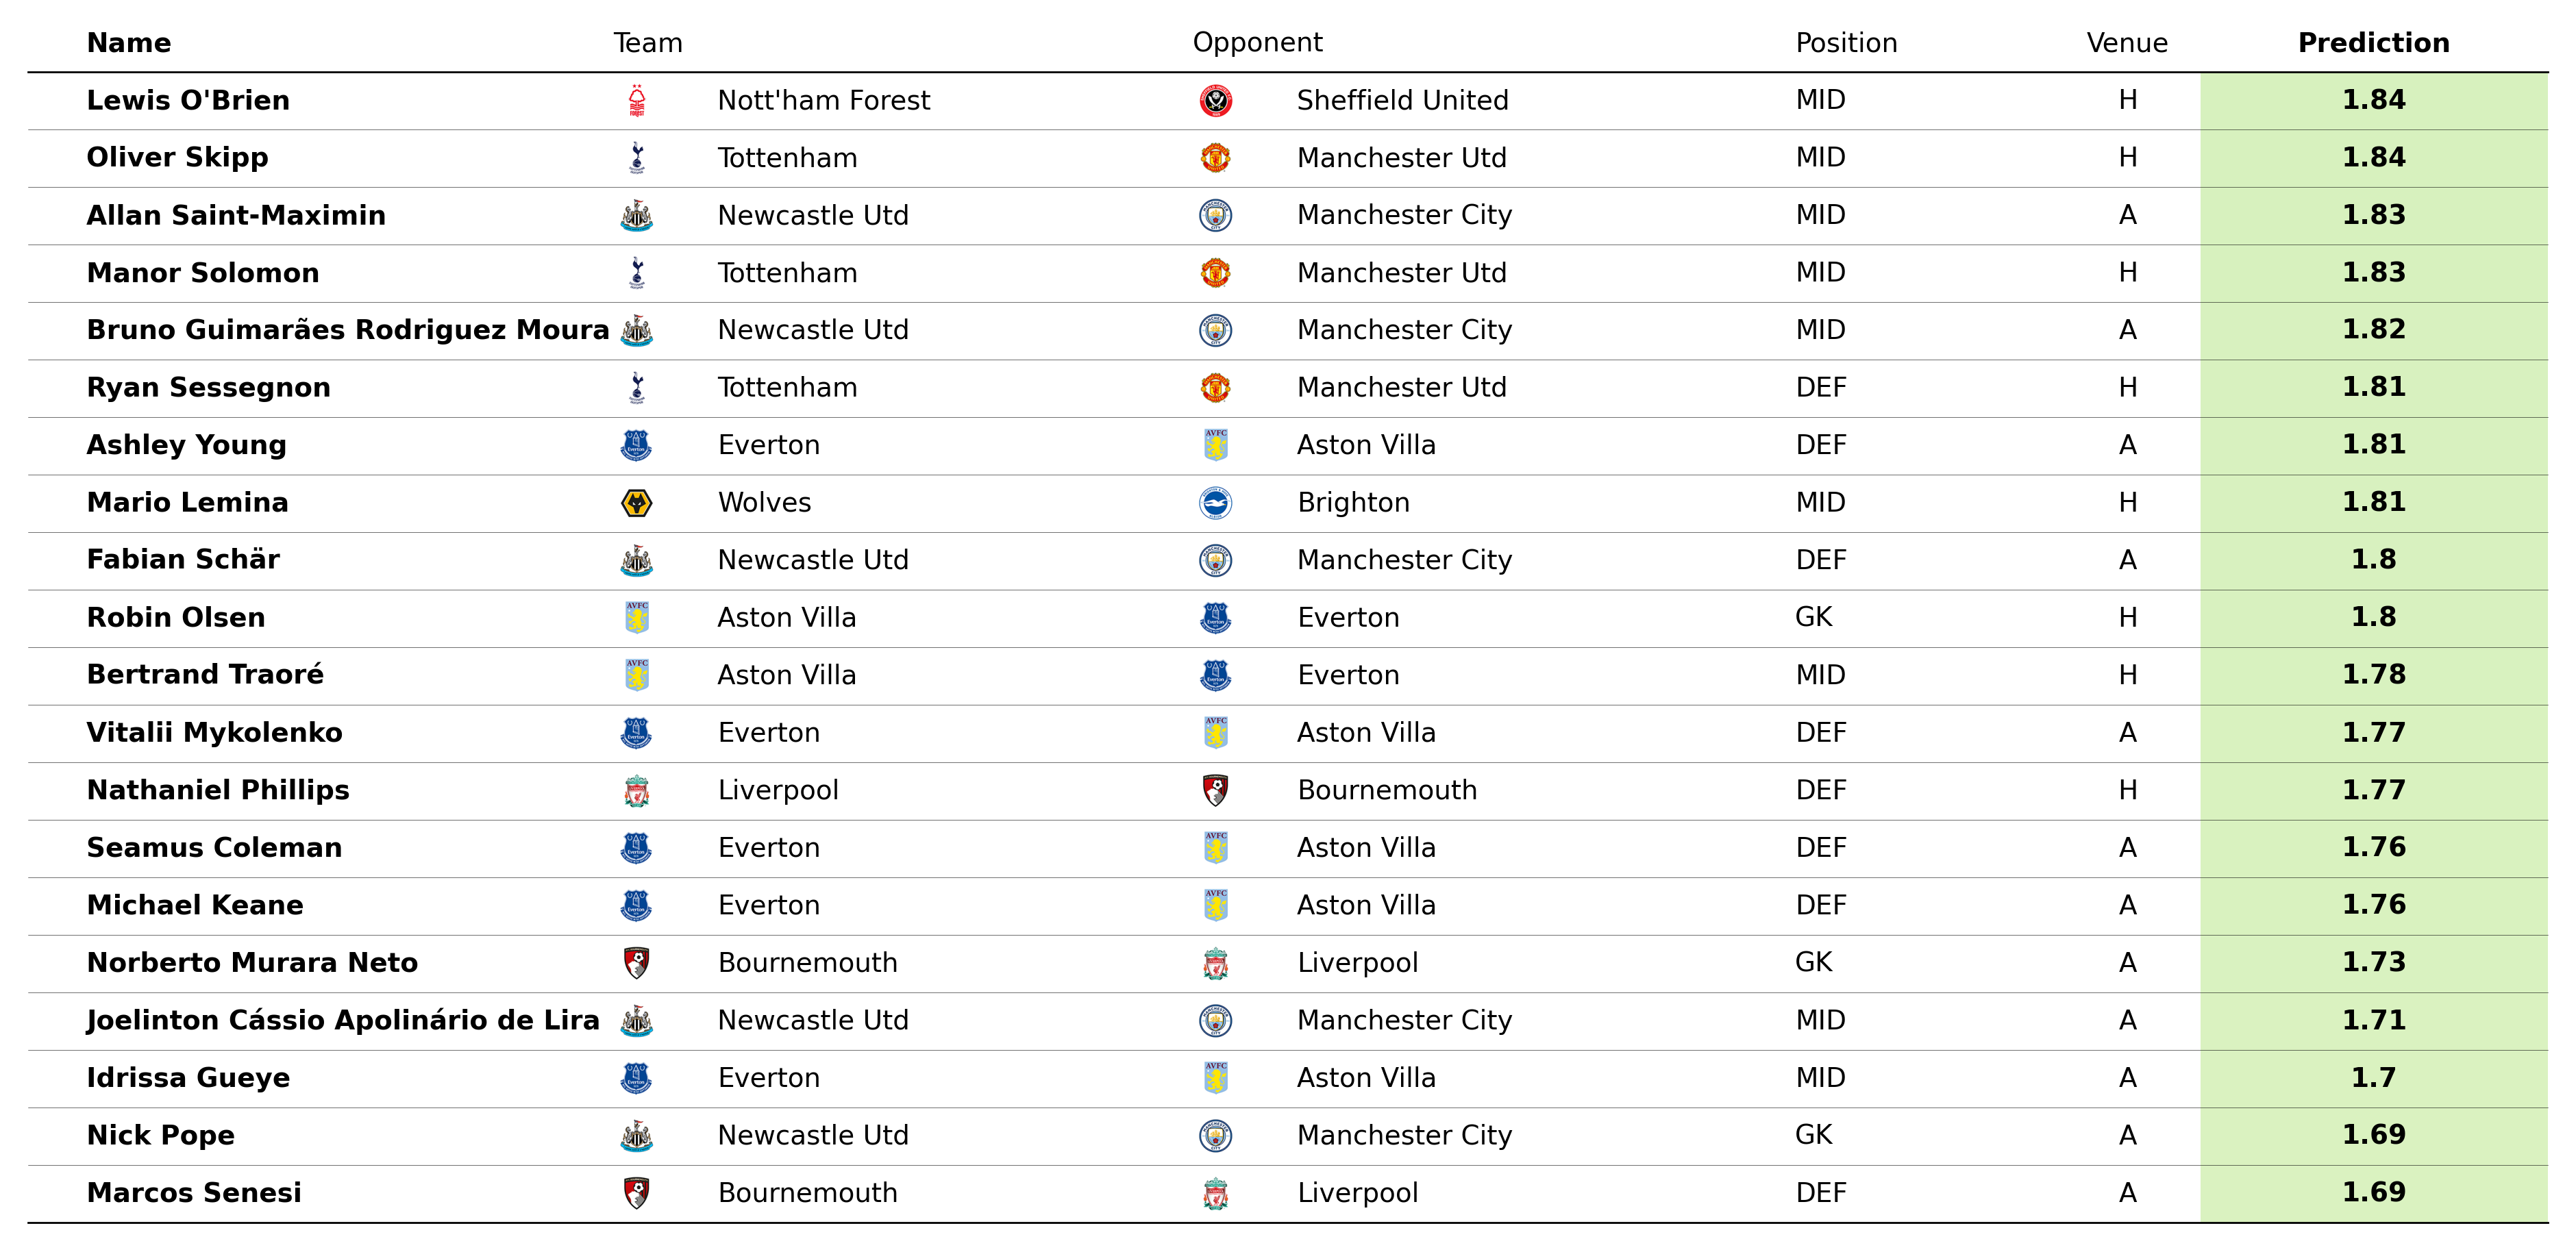 Name Team Opponent Position Venue Prediction
Lewis O'Brien Nott'ham Forest Sheffield United MID H 1.84
Oliver Skipp Tottenham Manchester Utd MID H 1.84
Allan Saint-Maximin Newcastle Utd Manchester City MID A 1.83
Manor Solomon Tottenham Manchester Utd MID H 1.83
Bruno Guimarães Rodriguez Moura Newcastle Utd Manchester City MID A 1.82
Ryan Sessegnon Tottenham Manchester Utd DEF H 1.81
Ashley Young Everton Aston Villa DEF A 1.81
Mario Lemina Wolves Brighton MID H 1.81
Fabian Schär Newcastle Utd Manchester City DEF A 1.8
Robin Olsen Aston Villa Everton GK H 1.8
Bertrand Traoré Aston Villa Everton MID H 1.78
Vitalii Mykolenko Everton Aston Villa DEF A 1.77
Nathaniel Phillips Liverpool Bournemouth DEF H 1.77
Seamus Coleman Everton Aston Villa DEF A 1.76
Michael Keane Everton Aston Villa DEF A 1.76
Norberto Murara Neto Bournemouth Liverpool GK A 1.73
Joelinton Cássio Apolinário de Lira Newcastle Utd Manchester City MID A 1.71
Idrissa Gueye Everton Aston Villa MID A 1.7
Nick Pope Newcastle Utd Manchester City GK A 1.69
Marcos Senesi Bournemouth Liverpool DEF A 1.69